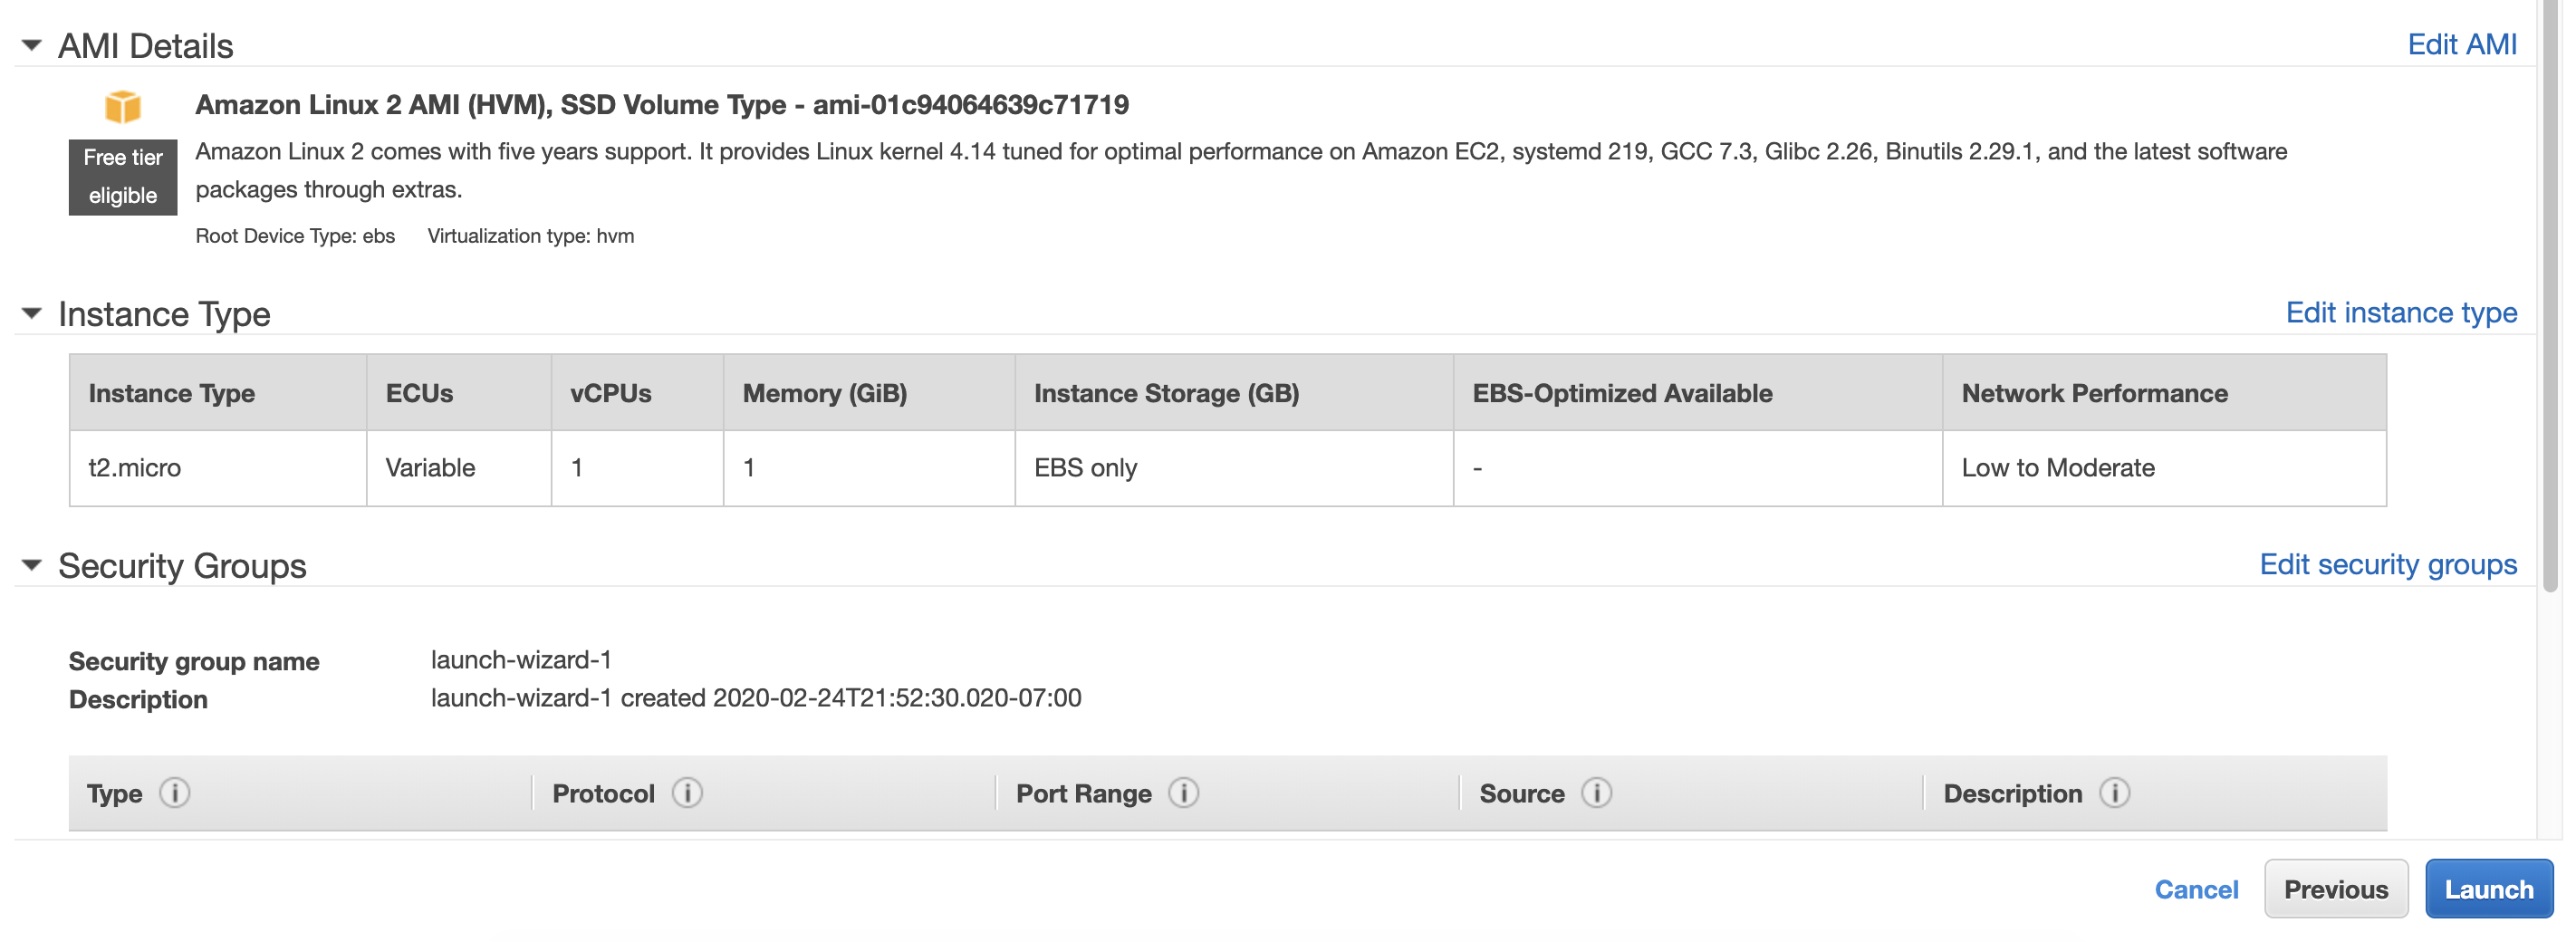 AMI Details
Edit AMI
Amazon Linux 2 AMI (HVM), SSD Volume Type - ami-01c94064639c71719
Free tier
eligible
Amazon Linux 2 comes with five years support. It provides Linux kernel 4.14 tuned for optimal performance on Amazon EC2, systemd 219, GCC 7.3, Glibc 2.26, Binutils 2.29.1, and the latest software
packages through extras.
Root Device Type: ebs Virtualization type: hvm
Instance Type
Edit instance type
Instance Type ECUs vCPUs Memory (GiB) Instance Storage (GB) EBS-Optimized Available Network Performance
t2.micro Variable 1 1 EBS only - Low to Moderate
Security Groups
Edit security groups
Security group name launch-wizard-1
Description launch-wizard-1 created 2020-02-24T21:52:30.020-07:00
Type i Protocol i Port Range i Source i Description i
Cancel Previous Launch